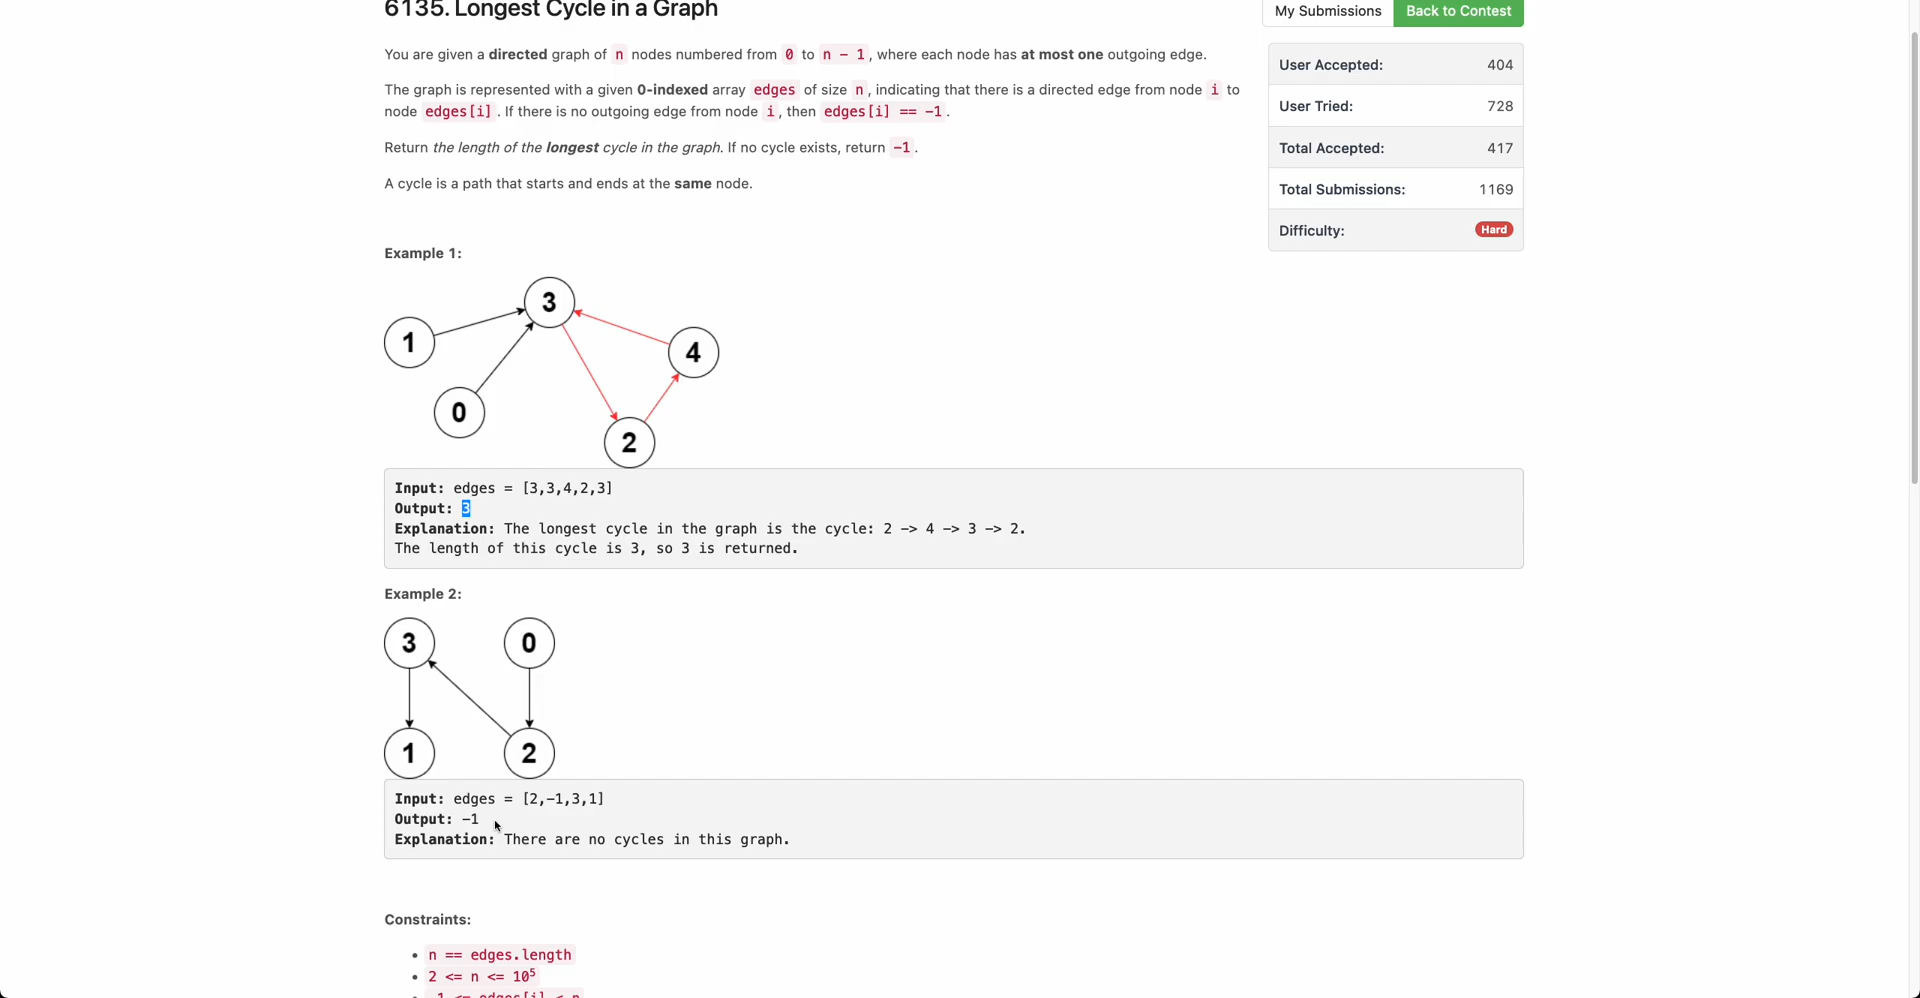 6135. Longest Cycle in a Graph
My Submissions
Back to Contest
You are given a directed graph of n nodes numbered from 0 to n - 1, where each node has at most one outgoing edge.
The graph is represented with a given 0-indexed array edges of size n, indicating that there is a directed edge from node i to
node edges[i]. If there is no outgoing edge from node i, then edges[i] == -1.
Return the length of the longest cycle in the graph. If no cycle exists, return -1.
A cycle is a path that starts and ends at the same node.
User Accepted: 404
User Tried: 728
Total Accepted: 417
Total Submissions: 1169
Difficulty: Hard
Example 1:
3
1
4
0
2
Input: edges = [3,3,4,2,3]
Output: 3
Explanation: The longest cycle in the graph is the cycle: 2 -> 4 -> 3 -> 2.
The length of this cycle is 3, so 3 is returned.
Example 2:
3 0
1 2
Input: edges = [2,-1,3,1]
Output: -1
Explanation: There are no cycles in this graph.
Constraints:
n == edges.length
2 <= n <= 10⁵
-1 <= edges[i] < n